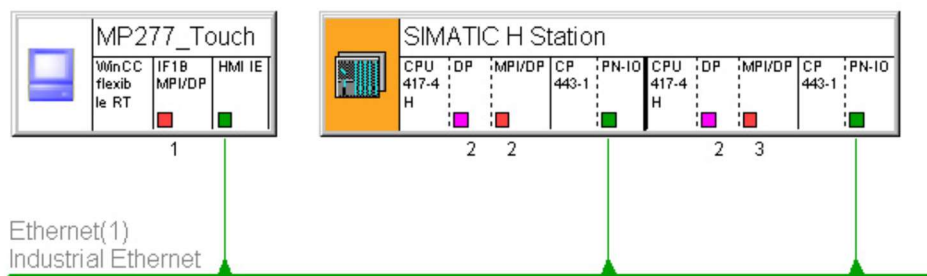 MP277_Touch
WinCC flexib le RT
IF1B MPI/DP
HMI IE
1
SIMATIC H Station
CPU 417-4 H
DP
MPI/DP
CP 443-1
PN-IO
CPU 417-4 H
DP
MPI/DP
CP 443-1
PN-IO
2 2 2 3
Ethernet(1)
Industrial Ethernet